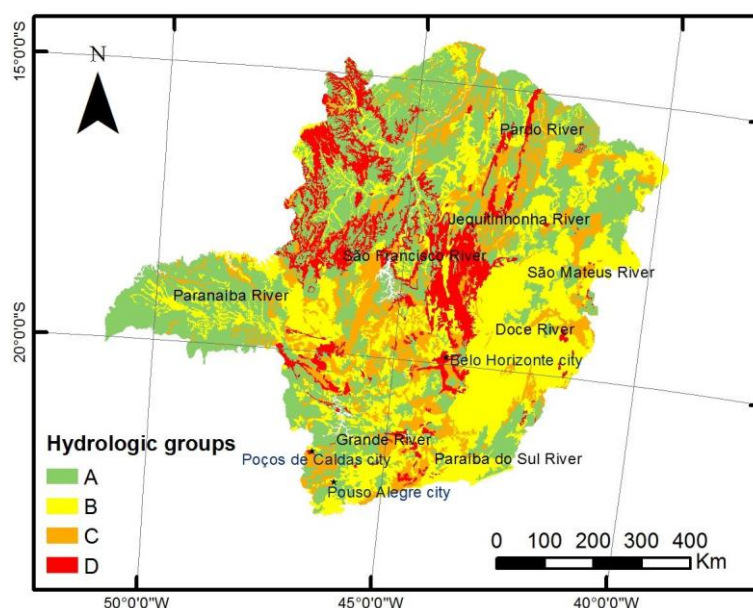 15°0'0"S
N
Pardo River
Jequitinhonha River
São Francisco River
São Mateus River
Paranaiba River
20°0'0"S
Doce River
Belo Horizonte city
Hydrologic groups
A
B
C
D
Grande River
Poços de Caldas city
Paraíba do Sul River
Pouso Alegre city
0 100 200 300 400
Km
50°0'0"W 45°0'0"W 40°0'0"W